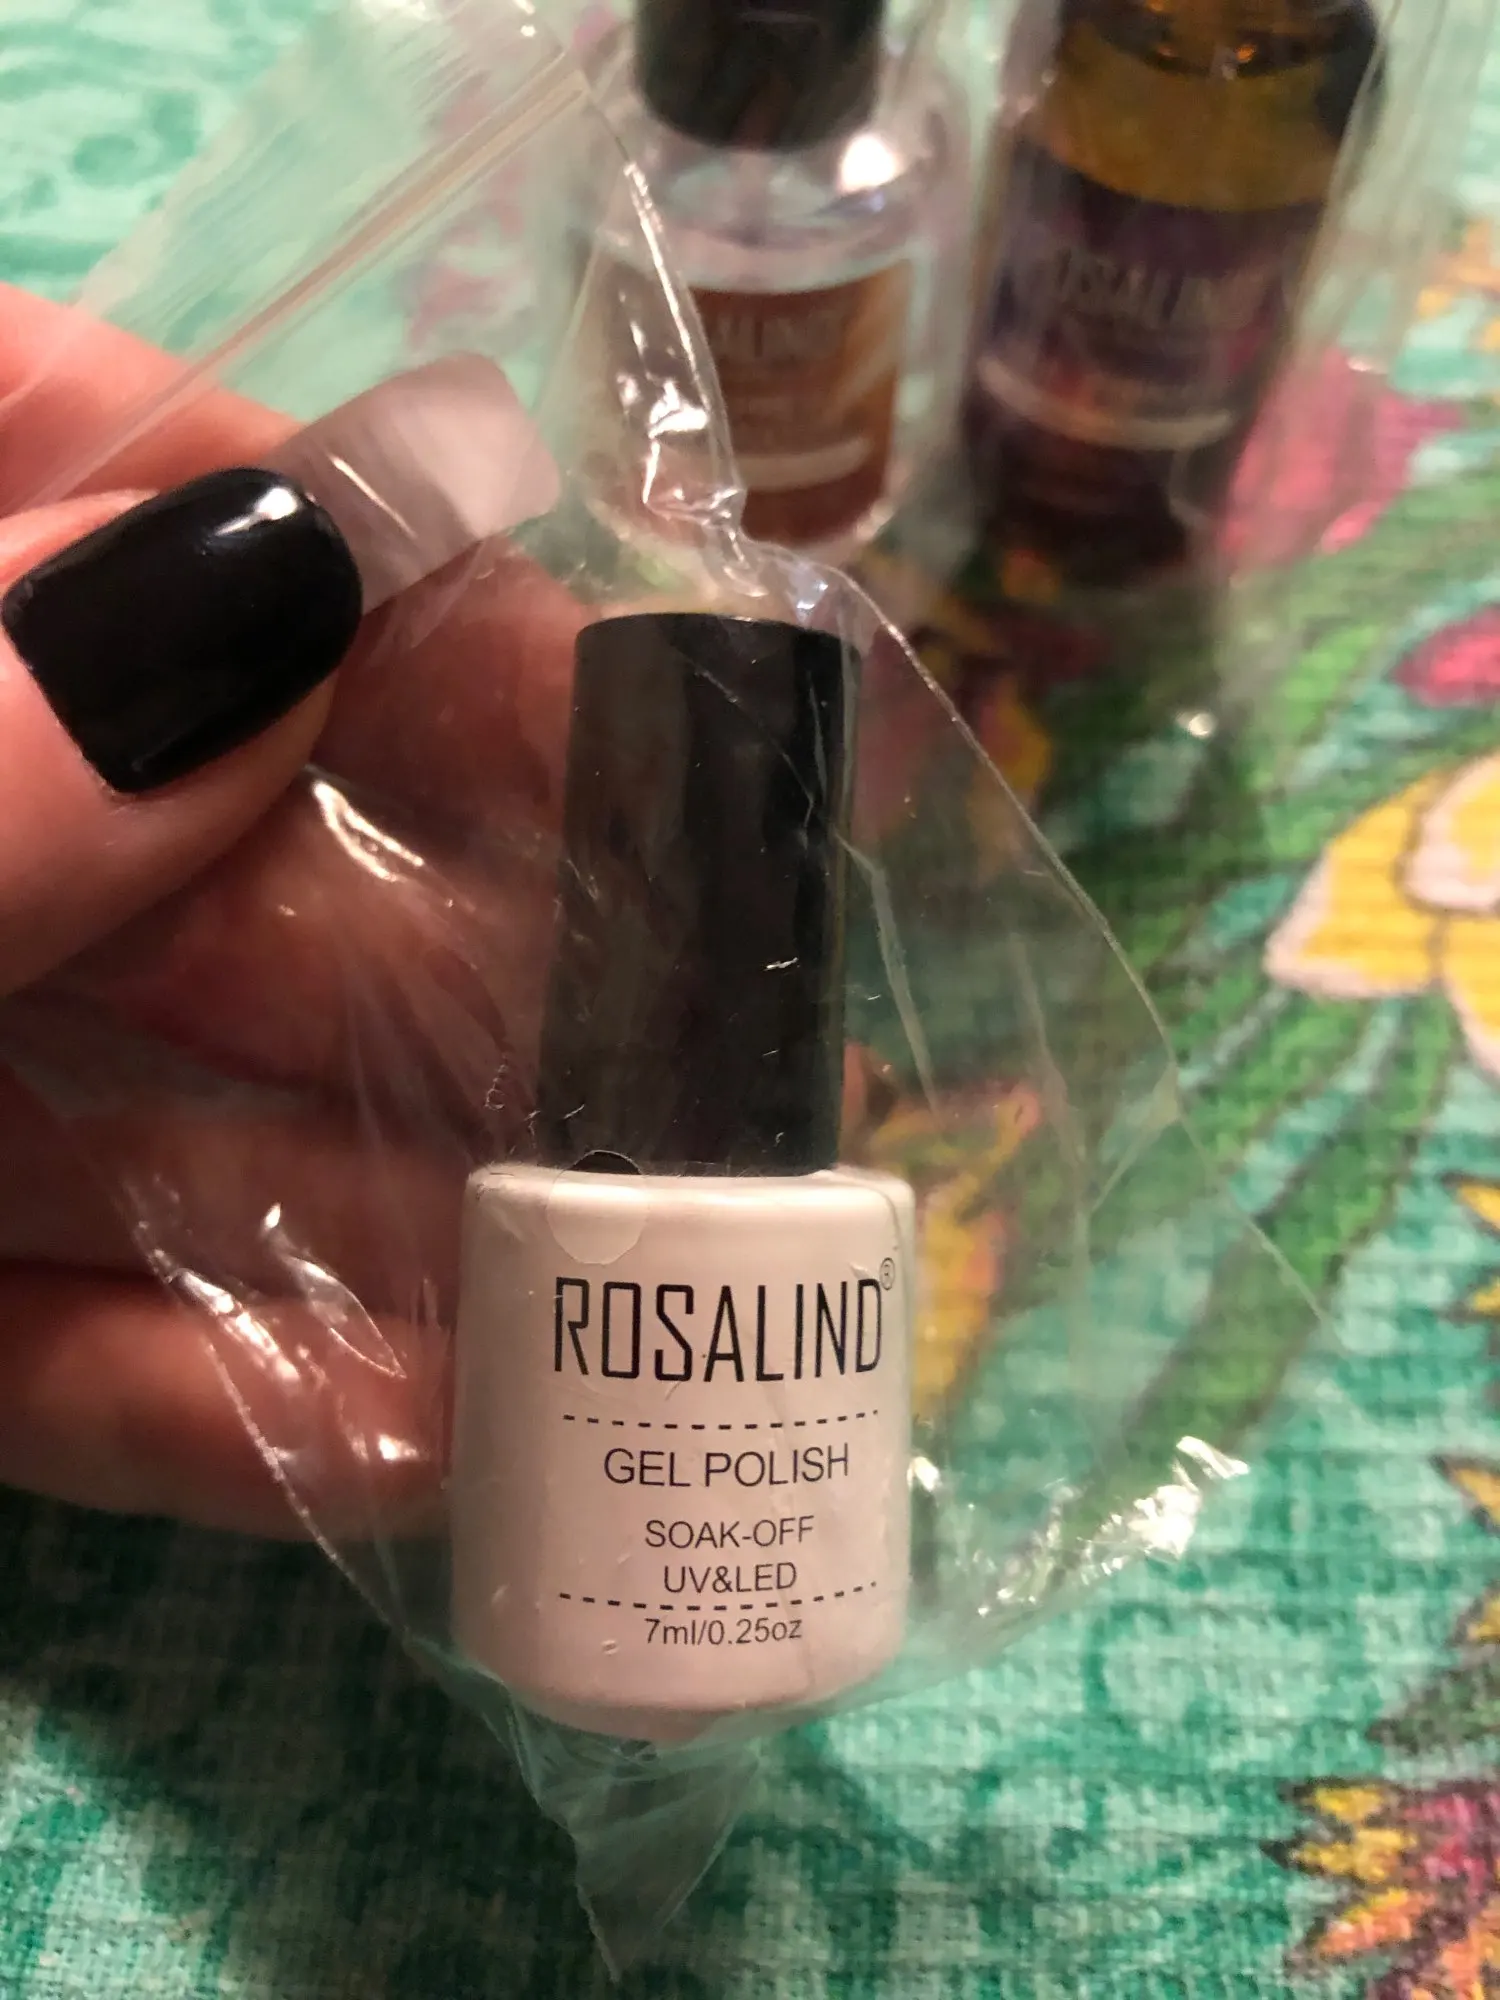 ROSALIND®
GEL POLISH
SOAK-OFF
UV&LED
7ml/0.25oz